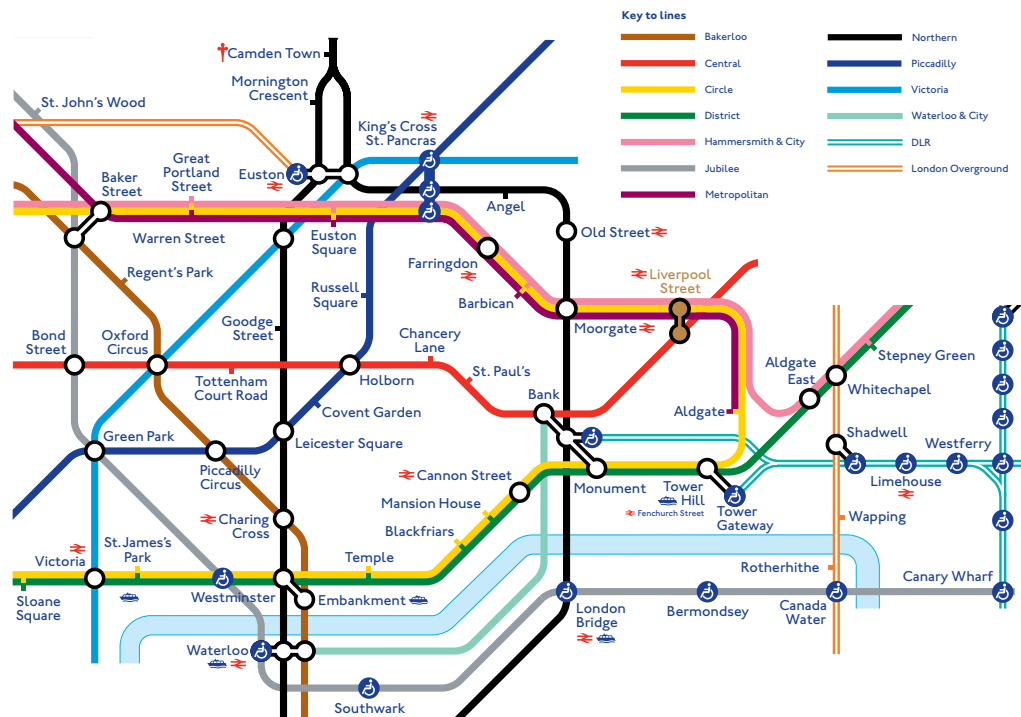 Key to lines
Bakerloo
Central
Circle
District
Hammersmith & City
Jubilee
Metropolitan
Northern
Piccadilly
Victoria
Waterloo & City
DLR
London Overground
Camden Town
Mornington
Crescent
St. John's Wood
King's Cross
St. Pancras
Great
Portland
Street
Baker
Street
Euston
Angel
Warren Street
Euston
Square
Old Street
Farringdon
Regent's Park
Russell
Square
Barbican
Liverpool
Street
Moorgate
Goodge
Street
Bond
Street
Oxford
Circus
Chancery
Lane
Tottenham
Court Road
Holborn
St. Paul's
Stepney Green
Aldgate
East
Whitechapel
Bank
Covent Garden
Aldgate
Green Park
Leicester Square
Shadwell
Westferry
Piccadilly
Circus
Cannon Street
Monument
Tower
Hill
Fenchurch Street
Limehouse
Mansion House
Tower
Gateway
Charing
Cross
Blackfriars
Wapping
Victoria
St. James's
Park
Temple
Rotherhithe
Canary Wharf
Sloane
Square
Westminster
Embankment
London
Bridge
Bermondsey
Canada
Water
Waterloo
Southwark